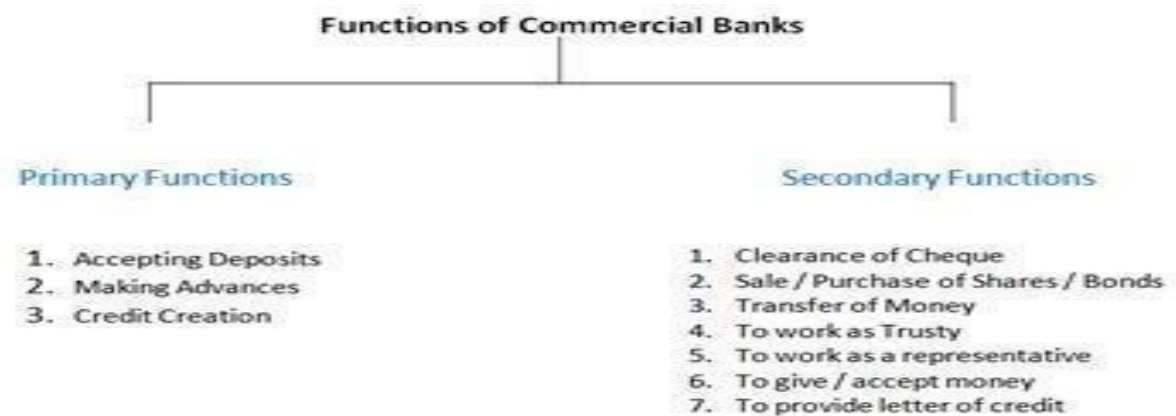 Functions of Commercial Banks
Primary Functions
1. Accepting Deposits
2. Making Advances
3. Credit Creation
Secondary Functions
1. Clearance of Cheque
2. Sale / Purchase of Shares / Bonds
3. Transfer of Money
4. To work as Trusty
5. To work as a representative
6. To give / accept money
7. To provide letter of credit